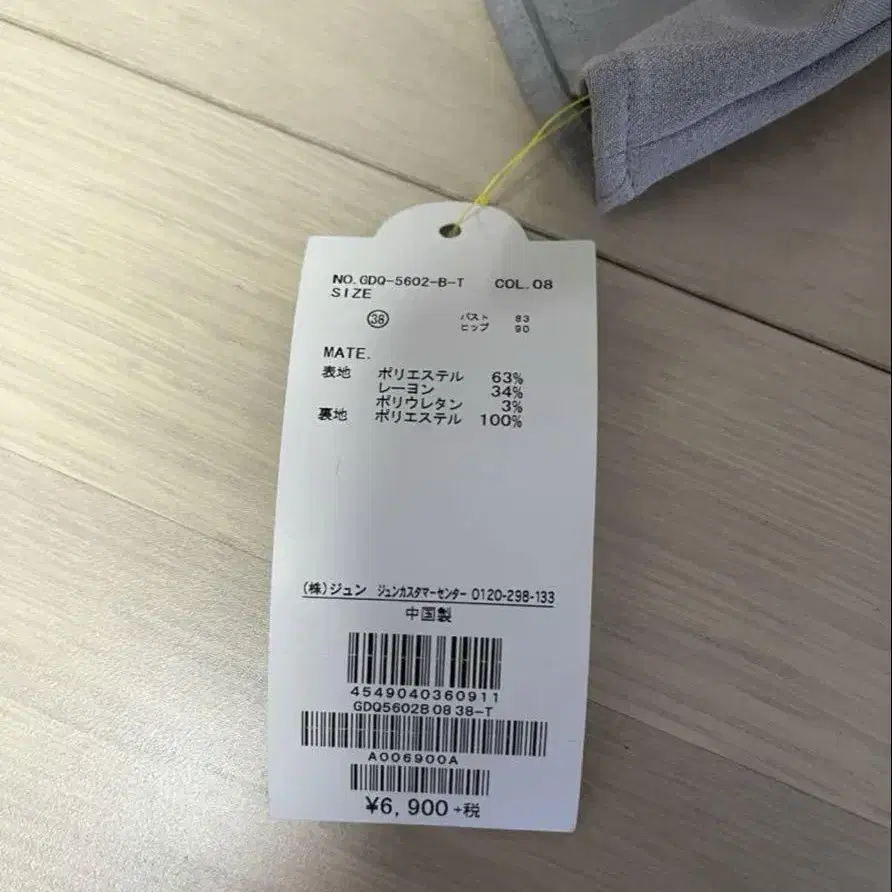 NO.GDQ-5602-B-T COL.08
SIZE
38 バスト 83
ヒップ 90
MATE.
表地 ポリエステル 63%
レーヨン 34%
ポリウレタン 3%
裏地 ポリエステル 100%
(株)ジュン ジュンカスタマーセンター 0120-298-133
中国製
4549040360911
GDQ5602B0838-T
A006900A
¥6,900+税